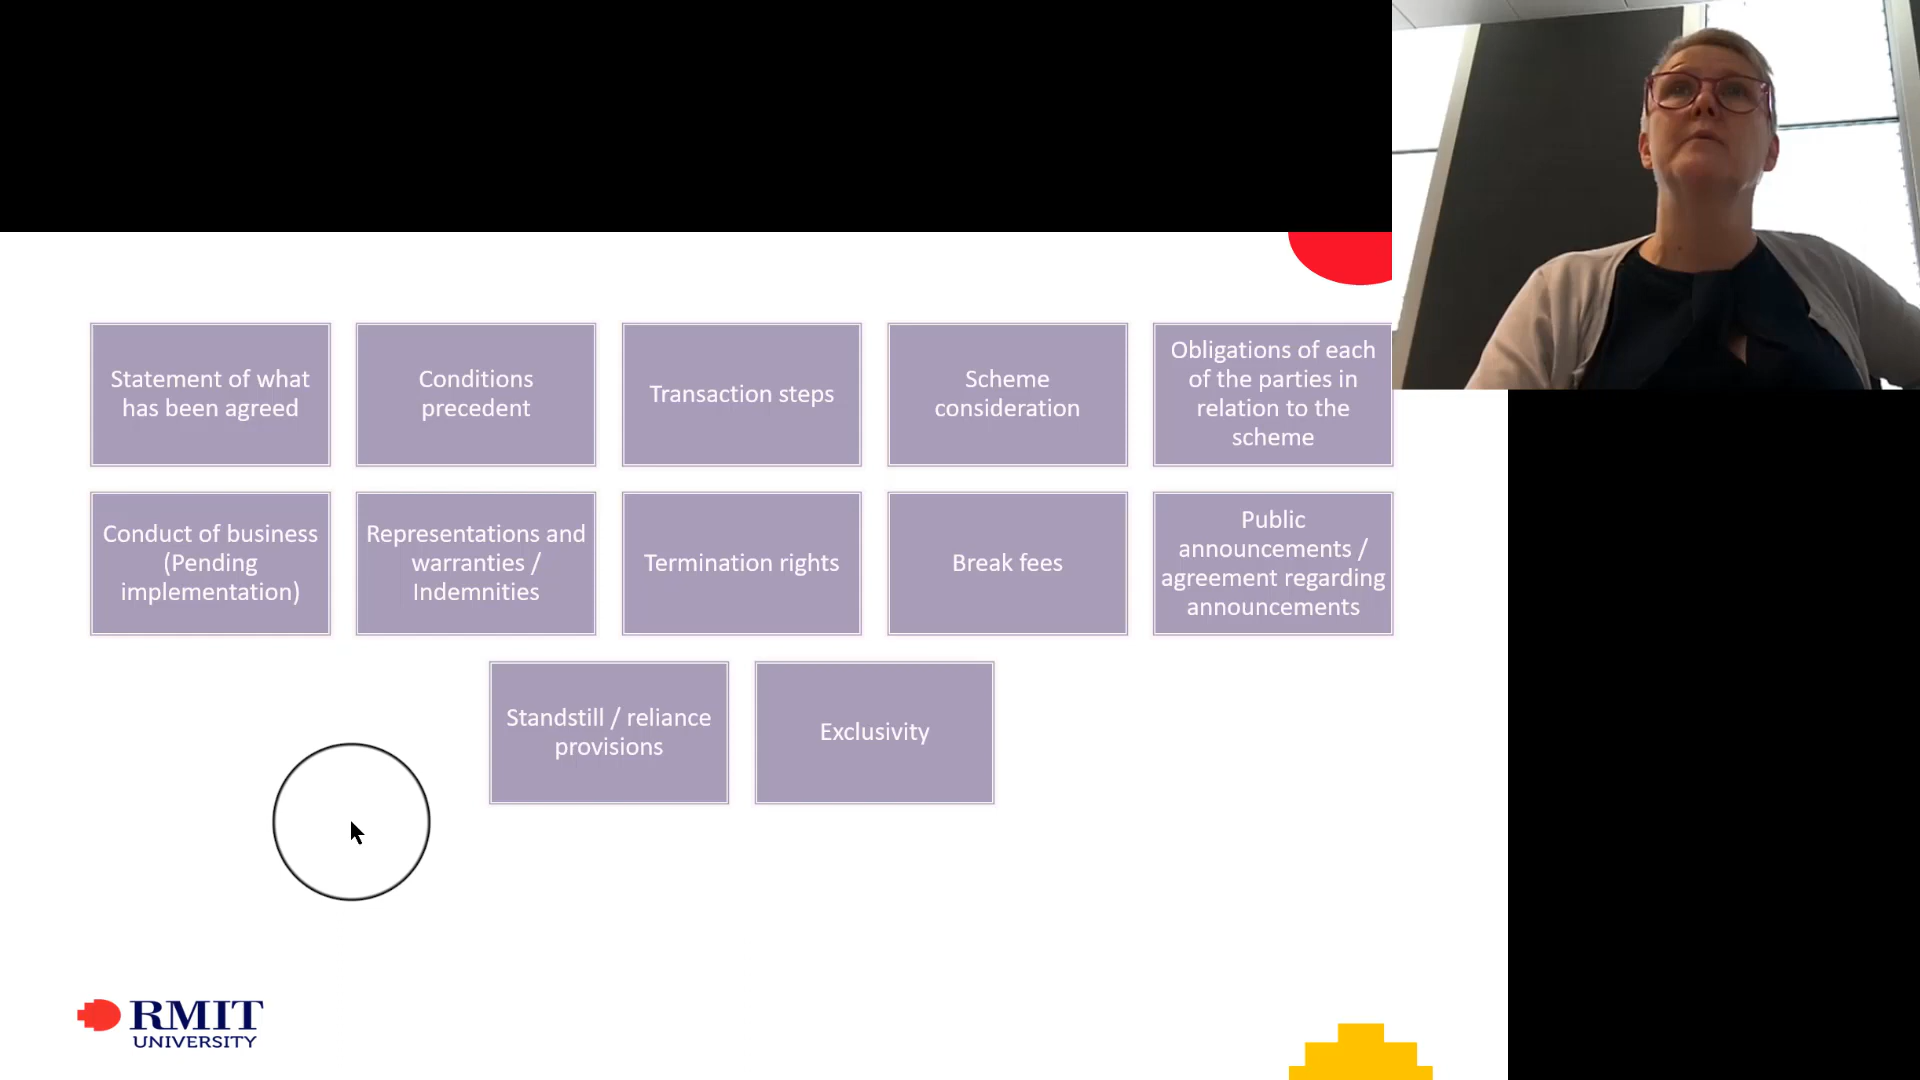 Statement of what
has been agreed
Conditions
precedent
Transaction steps
Scheme
consideration
Obligations of each
of the parties in
relation to the
scheme
Conduct of business
(Pending
implementation)
Representations and
warranties /
Indemnities
Termination rights
Break fees
Public
announcements /
agreement regarding
announcements
Standstill / reliance
provisions
Exclusivity
RMIT
UNIVERSITY